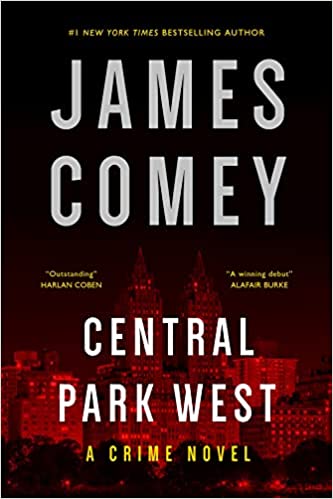 #1 NEW YORK TIMES BESTSELLING AUTHOR
JAMES
COMEY
"Outstanding"
HARLAN COBEN
"A winning debut"
ALAFAIR BURKE
CENTRAL
PARK WEST
A CRIME NOVEL